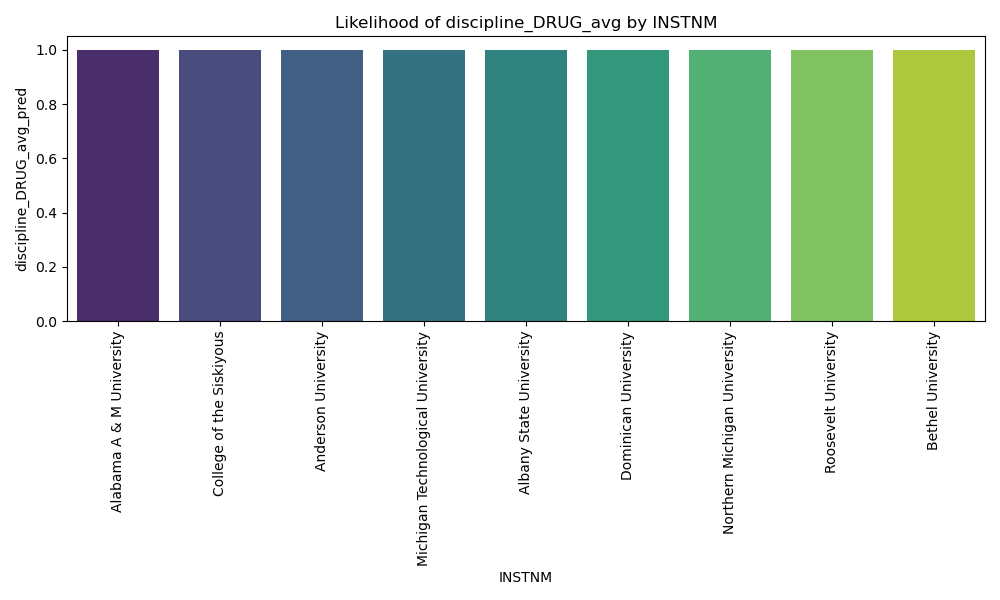 Likelihood of discipline_DRUG_avg by INSTNM
discipline_DRUG_avg_pred
1.0
0.8
0.6
0.4
0.2
0.0
Alabama A & M University
College of the Siskiyous
Anderson University
Michigan Technological University
Albany State University
Dominican University
Northern Michigan University
Roosevelt University
Bethel University
INSTNM